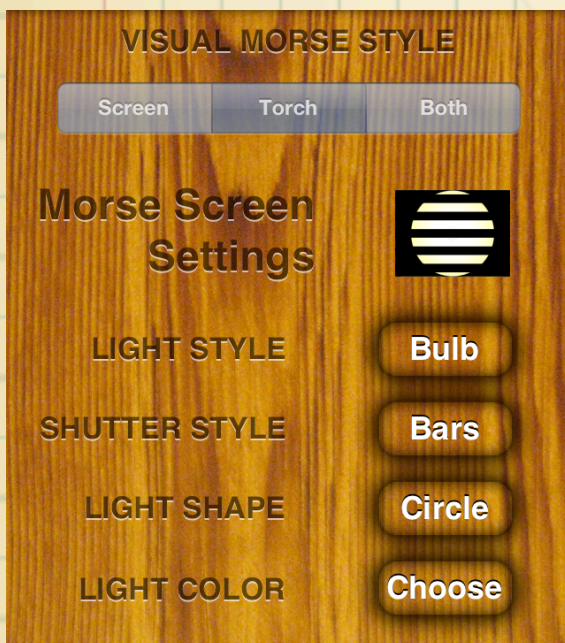 VISUAL MORSE STYLE
Screen Torch Both
Morse Screen
Settings
LIGHT STYLE Bulb
SHUTTER STYLE Bars
LIGHT SHAPE Circle
LIGHT COLOR Choose